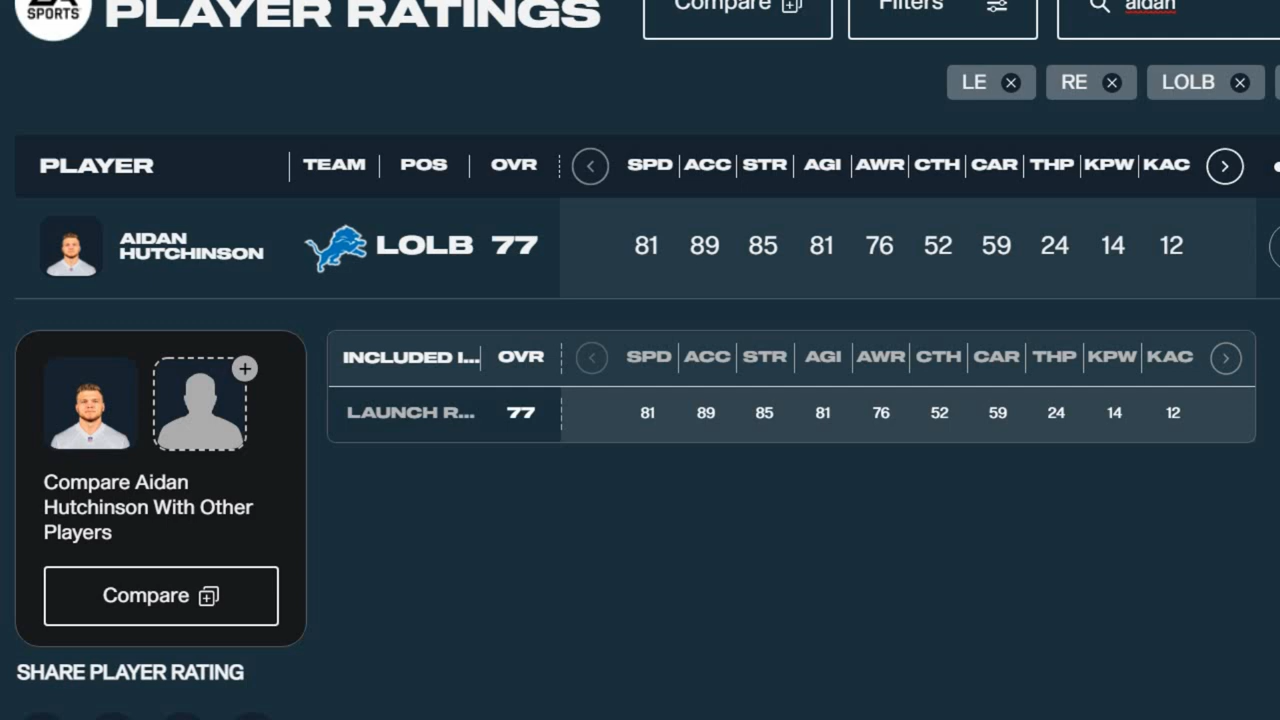 EA
SPORTS
PLAYER RATINGS
Compare
Filters
aidan
LE
RE
LOLB
PLAYER TEAM POS OVR SPD ACC STR AGI AWR CTH CAR THP KPW KAC
AIDAN
HUTCHINSON
LOLB 77 81 89 85 81 76 52 59 24 14 12
INCLUDED I... OVR SPD ACC STR AGI AWR CTH CAR THP KPW KAC
LAUNCH R... 77 81 89 85 81 76 52 59 24 14 12
Compare Aidan
Hutchinson With Other
Players
Compare
SHARE PLAYER RATING